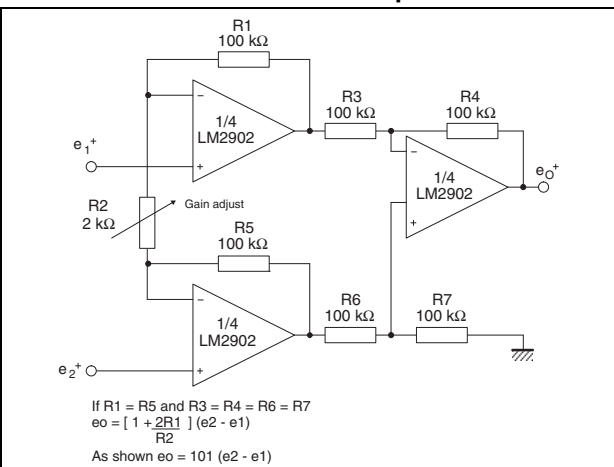 R1
100 kΩ
R3
100 kΩ
R4
100 kΩ
−
1/4
LM2902
+
e1+
−
1/4
LM2902
+
eO+
R2
2 kΩ
Gain adjust
R5
100 kΩ
R6
100 kΩ
R7
100 kΩ
−
1/4
LM2902
+
e2+
If R1 = R5 and R3 = R4 = R6 = R7
eo = [ 1 + 2R1 ] (e2 - e1)
R2
As shown eo = 101 (e2 - e1)